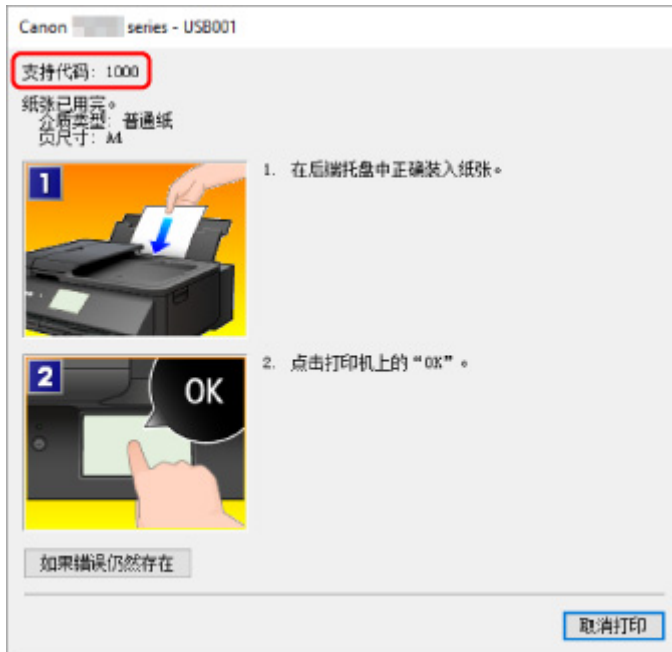 Canon series - USB001
支持代码: 1000
纸张已用完。
介质类型: 普通纸
页尺寸: A4
1
1. 在后端托盘中正确装入纸张。
2
OK
2. 点击打印机上的“OK”。
如果错误仍然存在
取消打印